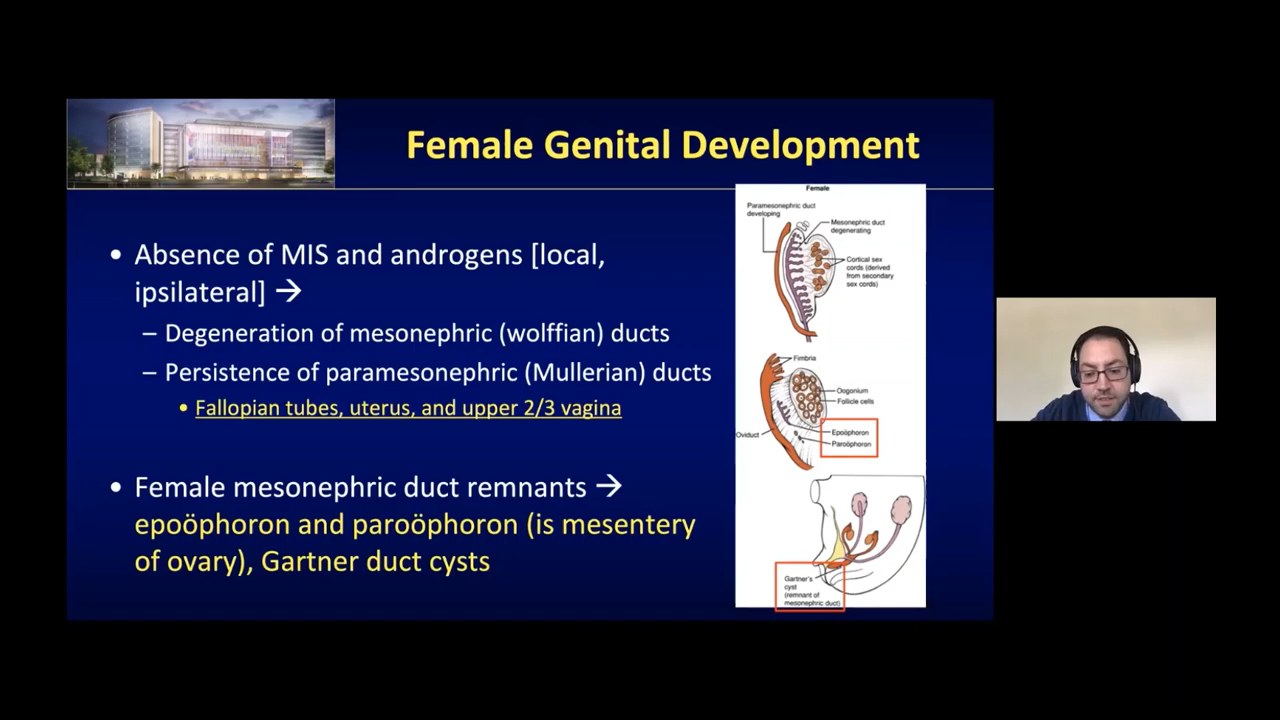 Female Genital Development
• Absence of MIS and androgens [local,
ipsilateral] →
– Degeneration of mesonephric (wolffian) ducts
– Persistence of paramesonephric (Mullerian) ducts
• Fallopian tubes, uterus, and upper 2/3 vagina
• Female mesonephric duct remnants →
epoöphoron and paroöphoron (is mesentery
of ovary), Gartner duct cysts
Female
Paramesonephric duct
developing
Mesonephric duct
degenerating
Cortical sex
cords (derived
from secondary
sex cords)
Fimbria
Oogonium
Follicle cells
Oviduct
Epoöphoron
Paroöphoron
Gartner's
cyst
(remnant of
mesonephric duct)